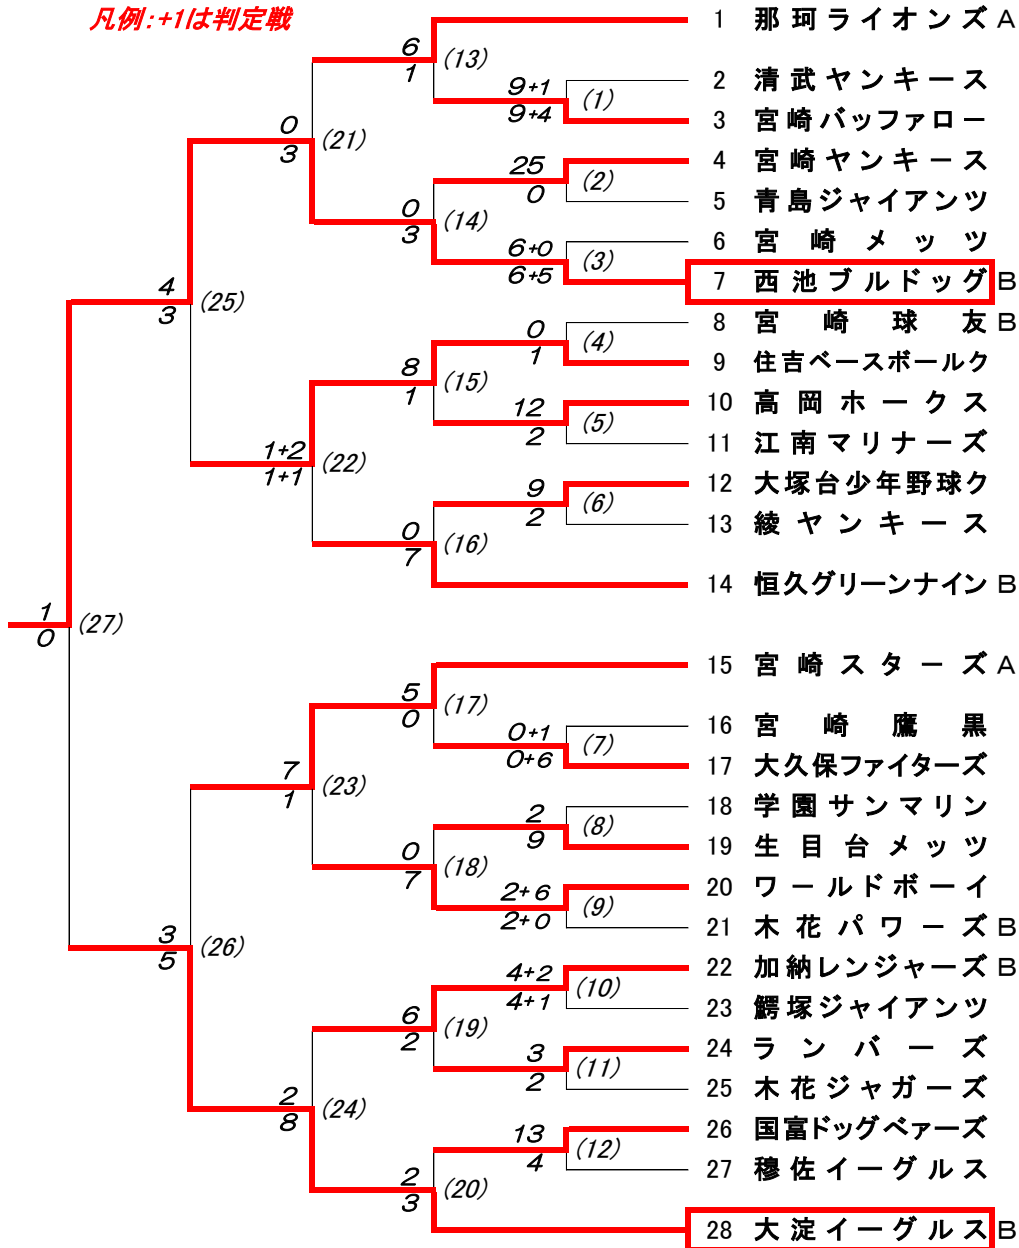 凡例:+1は判定戦
1 那珂ライオンズ A
6
1
(13)
2 清武ヤンキース
9+1
9+4
(1)
3 宮崎バッファロー
0
3
(21)
4 宮崎ヤンキース
25
0
(2)
5 青島ジャイアンツ
0
3
(14)
6 宮崎メッツ
6+0
6+5
(3)
7 西池ブルドッグ B
4
3
(25)
8 宮崎球友 B
0
1
(4)
9 住吉ベースボールク
8
1
(15)
10 高岡ホークス
12
2
(5)
11 江南マリナーズ
1+2
1+1
(22)
12 大塚台少年野球ク
9
2
(6)
13 綾ヤンキース
0
7
(16)
14 恒久グリーンナイン B
1
0
(27)
15 宮崎スターズ A
5
0
(17)
16 宮崎鷹黒
0+1
0+6
(7)
17 大久保ファイターズ
7
1
(23)
18 学園サンマリン
2
9
(8)
19 生目台メッツ
0
7
(18)
20 ワールドボーイ
2+6
2+0
(9)
21 木花パワーズ B
3
5
(26)
22 加納レンジャーズ B
4+2
4+1
(10)
23 鰐塚ジャイアンツ
6
2
(19)
24 ランバーズ
3
2
(11)
25 木花ジャガーズ
2
8
(24)
26 国富ドッグベァーズ
13
4
(12)
27 穆佐イーグルス
2
3
(20)
28 大淀イーグルス B